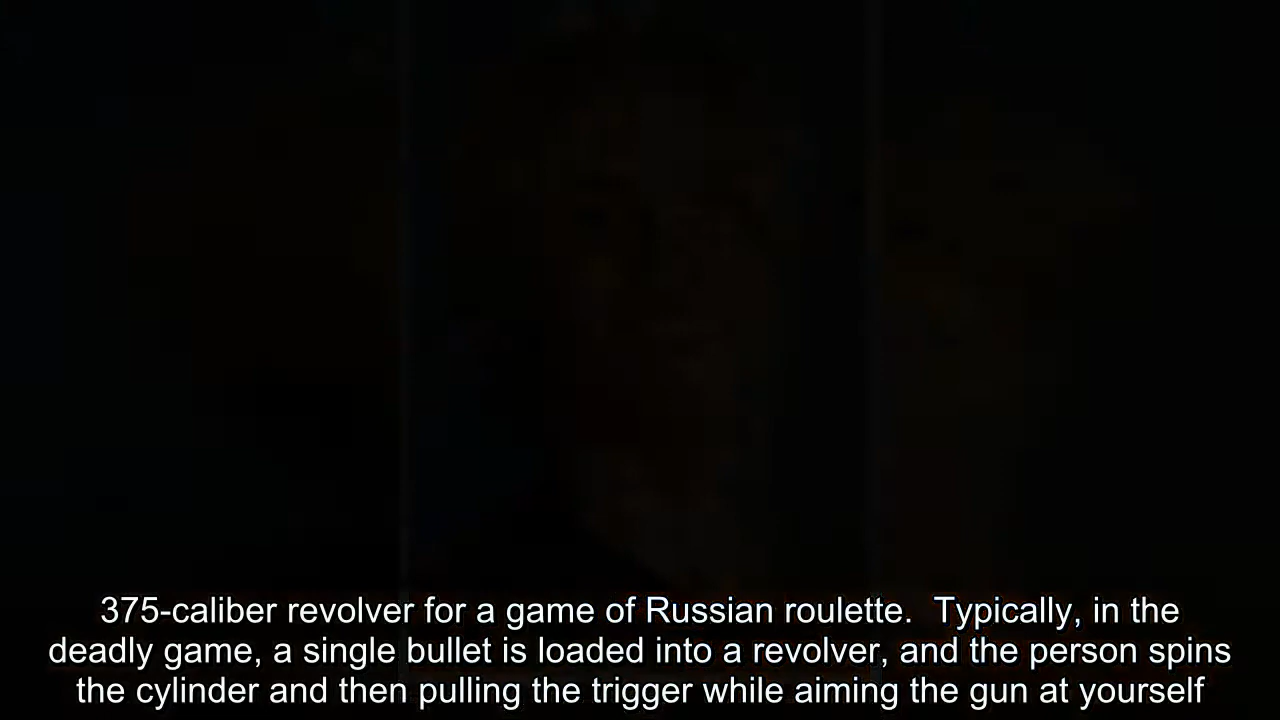 375-caliber revolver for a game of Russian roulette.  Typically, in the
deadly game, a single bullet is loaded into a revolver, and the person spins
the cylinder and then pulling the trigger while aiming the gun at yourself